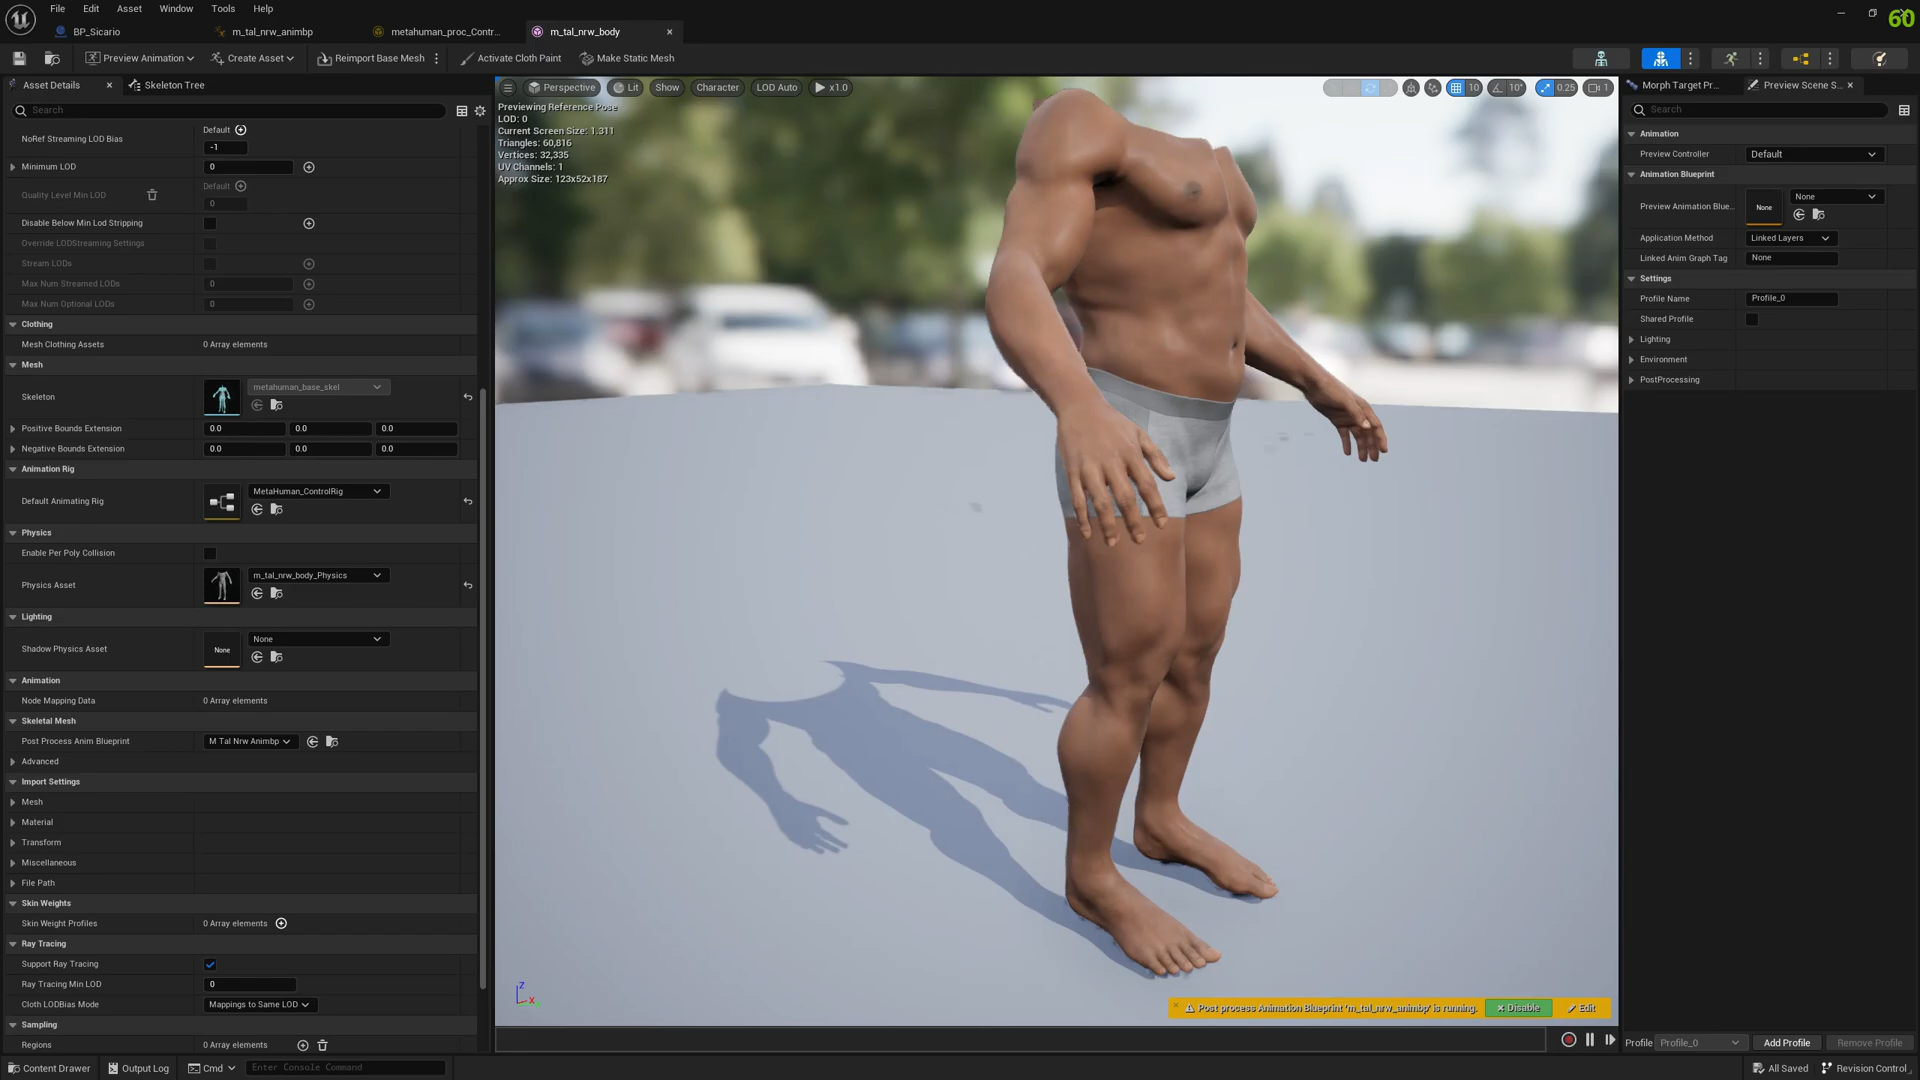 File Edit Asset Window Tools Help
60
BP_Sicario m_tal_nrw_animbp metahuman_proc_Contr... m_tal_nrw_body
Preview Animation Create Asset Reimport Base Mesh Activate Cloth Paint Make Static Mesh
Asset Details Skeleton Tree
Search
NoRef Streaming LOD Bias
Default
-1
Minimum LOD 0
Quality Level Min LOD
Default
0
Disable Below Min Lod Stripping
Override LODStreaming Settings
Stream LODs
Max Num Streamed LODs 0
Max Num Optional LODs 0
Clothing
Mesh Clothing Assets 0 Array elements
Mesh
Skeleton metahuman_base_skel
Positive Bounds Extension 0.0 0.0 0.0
Negative Bounds Extension 0.0 0.0 0.0
Animation Rig
Default Animating Rig MetaHuman_ControlRig
Physics
Enable Per Poly Collision
Physics Asset m_tal_nrw_body_Physics
Lighting
Shadow Physics Asset None None
Animation
Node Mapping Data 0 Array elements
Skeletal Mesh
Post Process Anim Blueprint M Tal Nrw Animbp
Advanced
Import Settings
Mesh
Material
Transform
Miscellaneous
File Path
Skin Weights
Skin Weight Profiles 0 Array elements
Ray Tracing
Support Ray Tracing
Ray Tracing Min LOD 0
Cloth LODBias Mode Mappings to Same LOD
Sampling
Regions 0 Array elements
Perspective Lit Show Character LOD Auto x1.0
10 10° 0.25 1
Previewing Reference Pose
LOD: 0
Current Screen Size: 1.311
Triangles: 60,816
Vertices: 32,335
UV Channels: 1
Approx Size: 123x52x187
Z
X
Post process Animation Blueprint 'm_tal_nrw_animbp' is running. Disable Edit
Morph Target Pr... Preview Scene S...
Search
Animation
Preview Controller Default
Animation Blueprint
Preview Animation Blue... None None
Application Method Linked Layers
Linked Anim Graph Tag None
Settings
Profile Name Profile_0
Shared Profile
Lighting
Environment
PostProcessing
Profile Profile_0 Add Profile Remove Profile
Content Drawer Output Log Cmd Enter Console Command
All Saved Revision Control